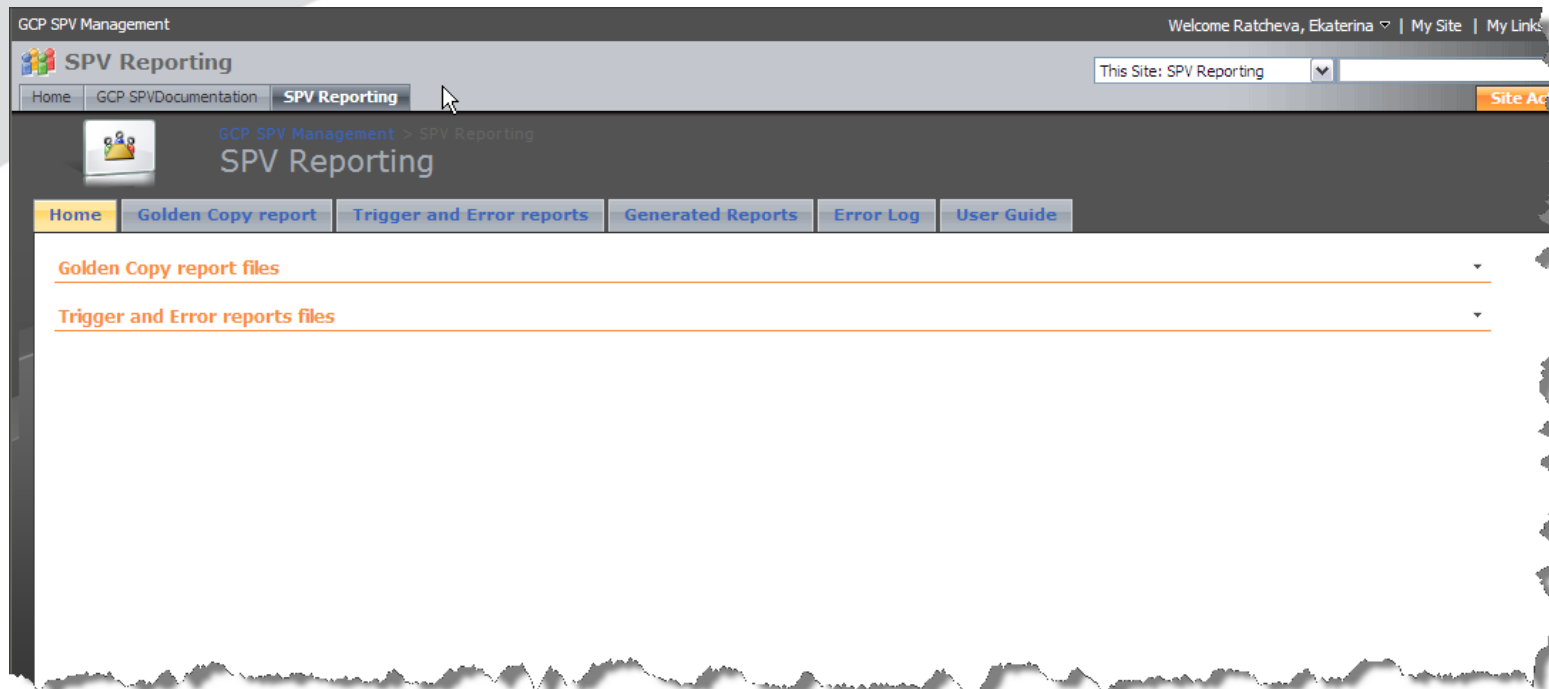 GCP SPV Management
Welcome Ratcheva, Ekaterina | My Site | My Links
SPV Reporting
This Site: SPV Reporting
Home GCP SPVDocumentation SPV Reporting
Site
GCP SPV Management > SPV Reporting
SPV Reporting
Home Golden Copy report Trigger and Error reports Generated Reports Error Log User Guide
Golden Copy report files
Trigger and Error reports files